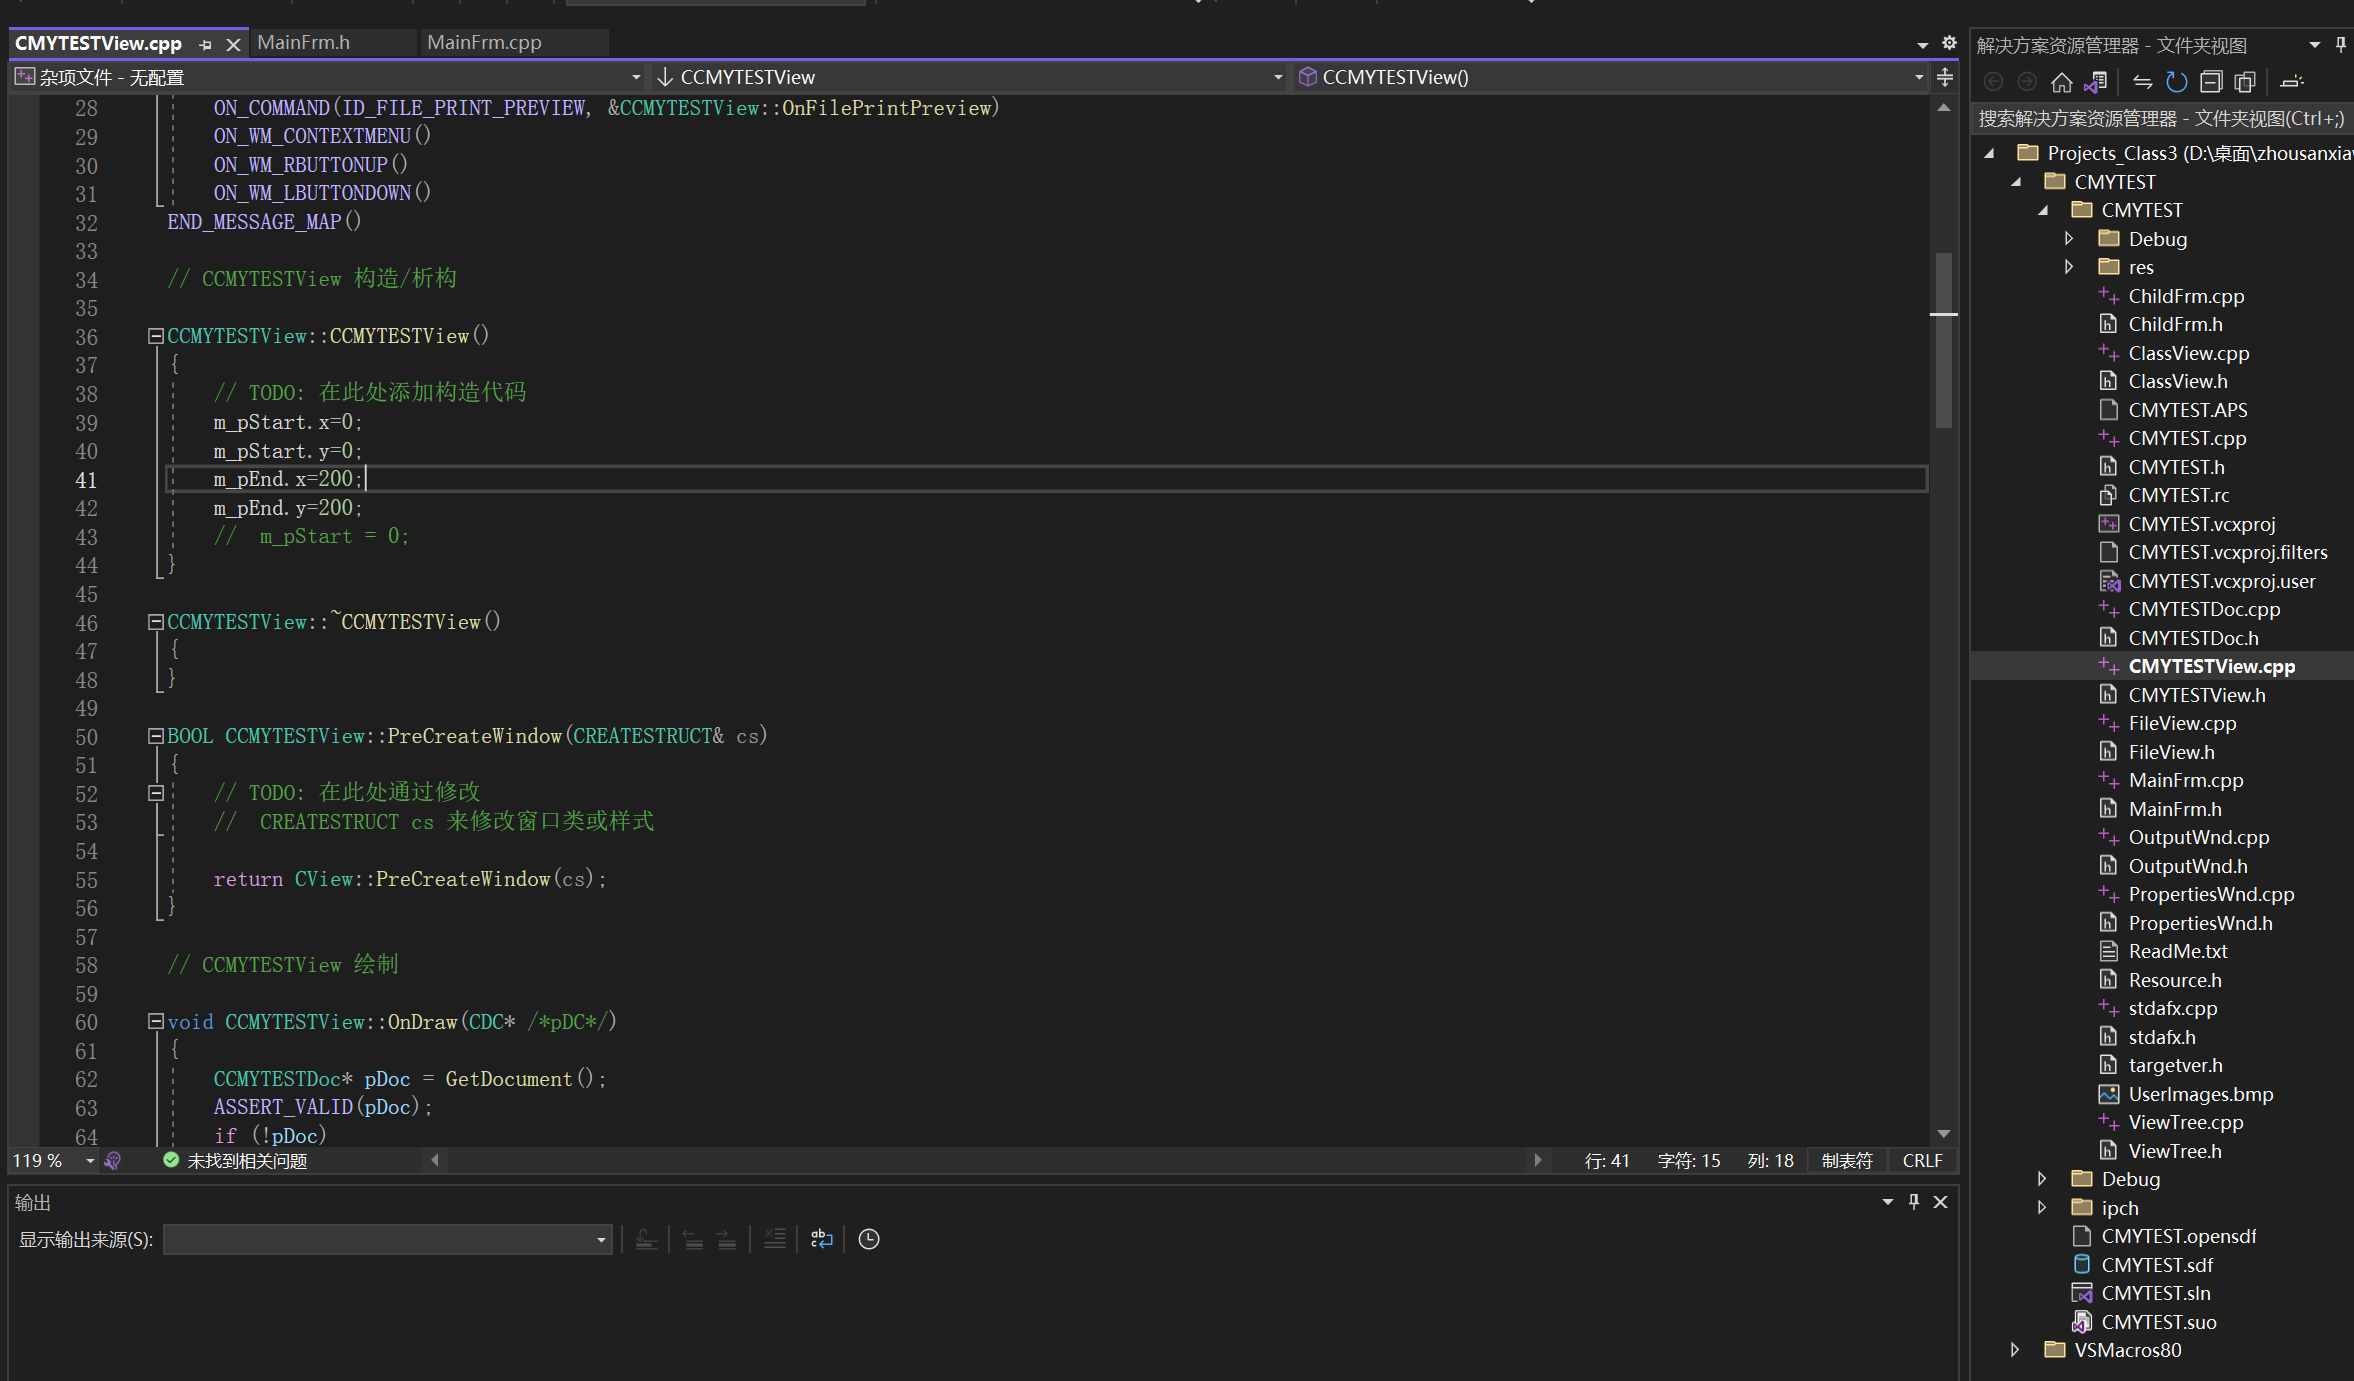 CMYTESTView.cpp
MainFrm.h
MainFrm.cpp
杂项文件 - 无配置
CCMYTESTView
CCMYTESTView()
28 ON_COMMAND(ID_FILE_PRINT_PREVIEW, &CCMYTESTView::OnFilePrintPreview)
29 ON_WM_CONTEXTMENU()
30 ON_WM_RBUTTONUP()
31 ON_WM_LBUTTONDOWN()
32 END_MESSAGE_MAP()
33
34 // CCMYTESTView 构造/析构
35
36 CCMYTESTView::CCMYTESTView()
37 {
38 // TODO: 在此处添加构造代码
39 m_pStart.x=0;
40 m_pStart.y=0;
41 m_pEnd.x=200;
42 m_pEnd.y=200;
43 // m_pStart = 0;
44 }
45
46 CCMYTESTView::~CCMYTESTView()
47 {
48 }
49
50 BOOL CCMYTESTView::PreCreateWindow(CREATESTRUCT& cs)
51 {
52 // TODO: 在此处通过修改
53 // CREATESTRUCT cs 来修改窗口类或样式
54
55 return CView::PreCreateWindow(cs);
56 }
57
58 // CCMYTESTView 绘制
59
60 void CCMYTESTView::OnDraw(CDC* /*pDC*/)
61 {
62 CCMYTESTDoc* pDoc = GetDocument();
63 ASSERT_VALID(pDoc);
64 if (!pDoc)
119 %
未找到相关问题
行: 41
字符: 15
列: 18
制表符
CRLF
输出
显示输出来源(S):
解决方案资源管理器 - 文件夹视图
搜索解决方案资源管理器 - 文件夹视图(Ctrl+;)
Projects_Class3 (D:\桌面\zhousanxia
CMYTEST
CMYTEST
Debug
res
ChildFrm.cpp
ChildFrm.h
ClassView.cpp
ClassView.h
CMYTEST.APS
CMYTEST.cpp
CMYTEST.h
CMYTEST.rc
CMYTEST.vcxproj
CMYTEST.vcxproj.filters
CMYTEST.vcxproj.user
CMYTESTDoc.cpp
CMYTESTDoc.h
CMYTESTView.cpp
CMYTESTView.h
FileView.cpp
FileView.h
MainFrm.cpp
MainFrm.h
OutputWnd.cpp
OutputWnd.h
PropertiesWnd.cpp
PropertiesWnd.h
ReadMe.txt
Resource.h
stdafx.cpp
stdafx.h
targetver.h
UserImages.bmp
ViewTree.cpp
ViewTree.h
Debug
ipch
CMYTEST.opensdf
CMYTEST.sdf
CMYTEST.sln
CMYTEST.suo
VSMacros80